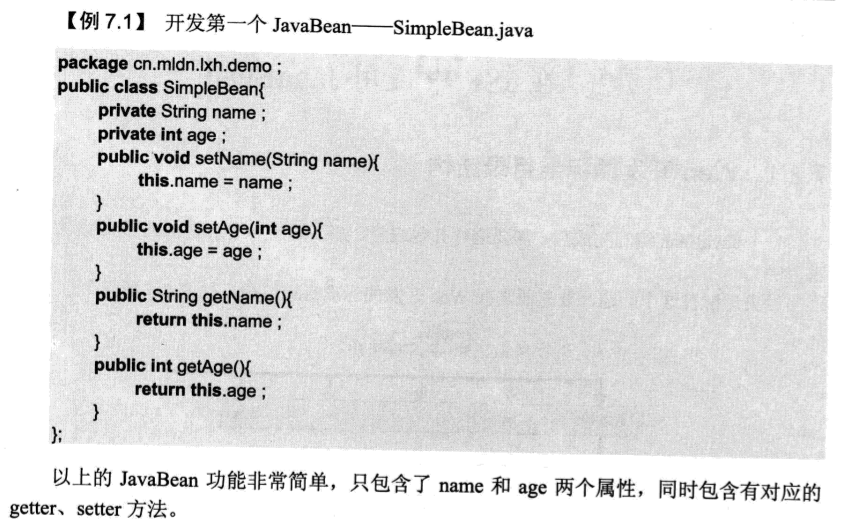 【例 7.1】 开发第一个 JavaBean——SimpleBean.java
package cn.mldn.lxh.demo ;
public class SimpleBean{
private String name ;
private int age ;
public void setName(String name){
this.name = name ;
}
public void setAge(int age){
this.age = age ;
}
public String getName(){
return this.name ;
}
public int getAge(){
return this.age ;
}
};
以上的 JavaBean 功能非常简单，只包含了 name 和 age 两个属性，同时包含有对应的
getter、setter 方法。